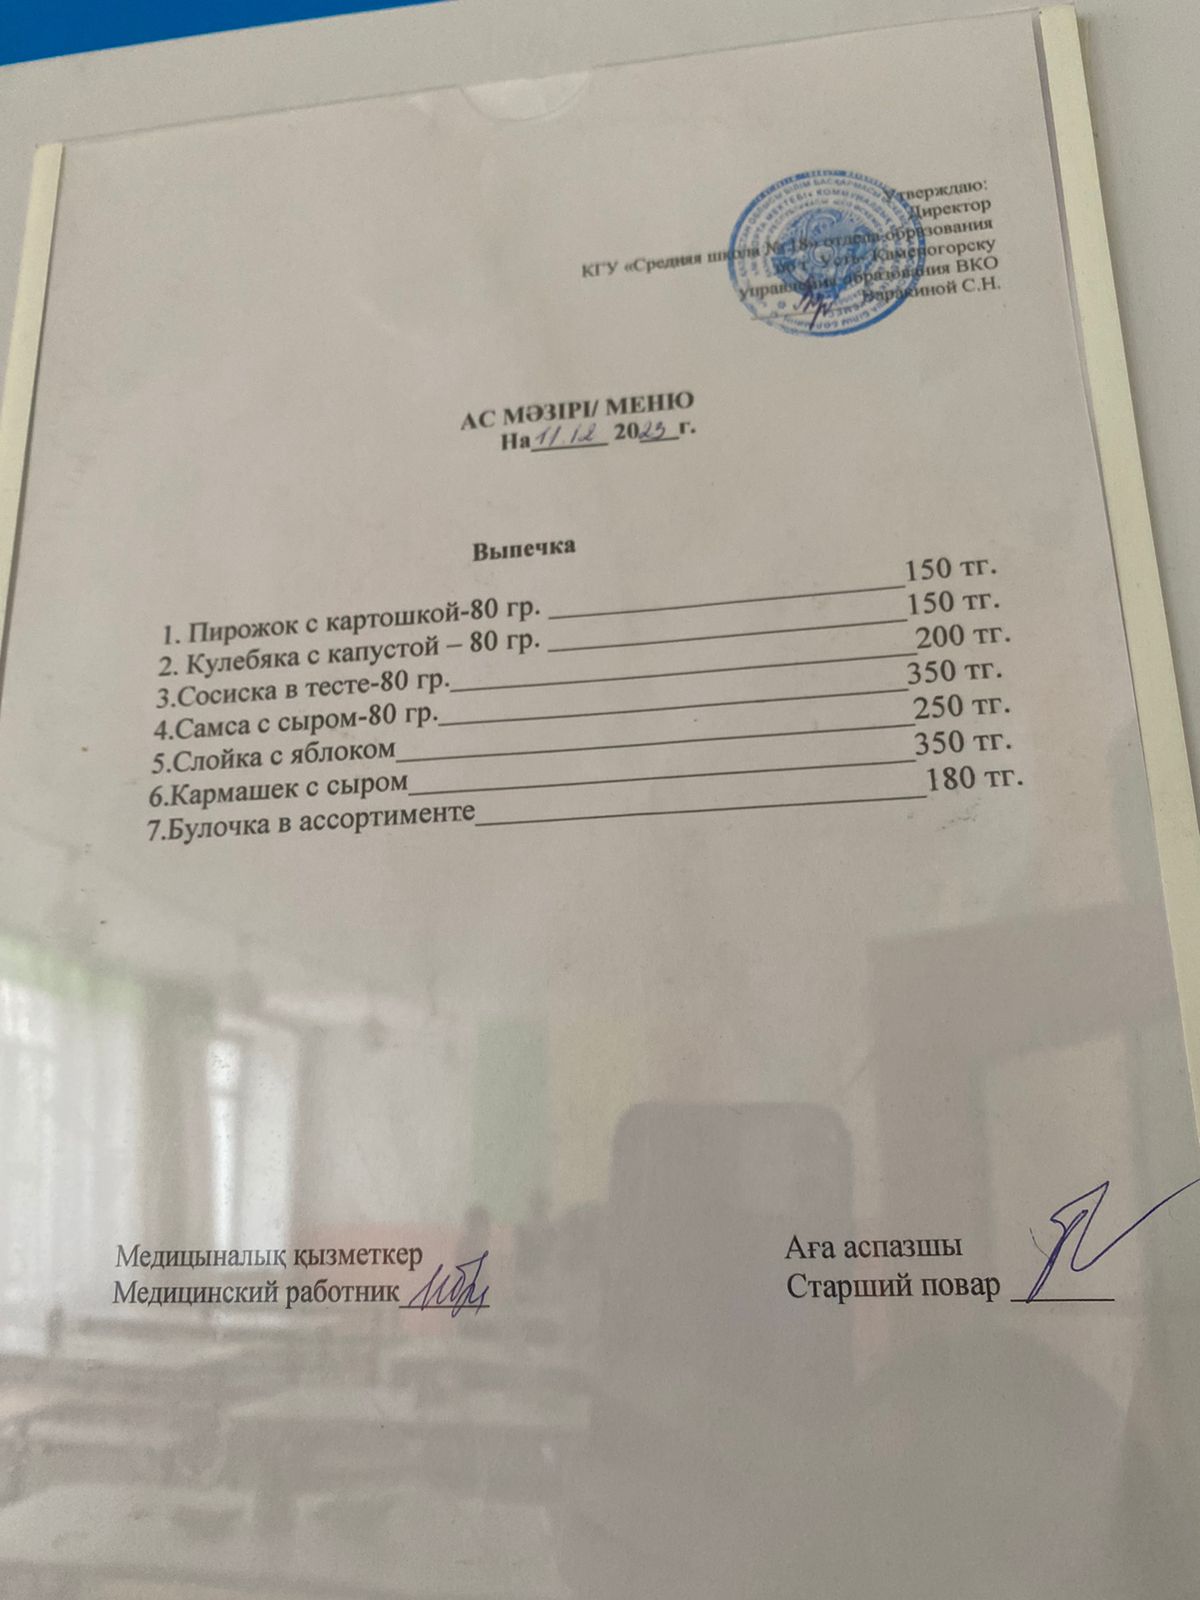 Утверждаю:
Директор
КГУ «Средняя школа № 18» отдела образования
по г. Усть-Каменогорску
управления образования ВКО
Варакиной С.Н.
АС МӘЗІРІ/ МЕНЮ
На 11.12 2023 г.
Выпечка
1. Пирожок с картошкой-80 гр. 150 тг.
2. Кулебяка с капустой – 80 гр. 150 тг.
3.Сосиска в тесте-80 гр. 200 тг.
4.Самса с сыром-80 гр. 350 тг.
5.Слойка с яблоком 250 тг.
6.Кармашек с сыром 350 тг.
7.Булочка в ассортименте 180 тг.
Медицыналық қызметкер
Медицинский работник
Аға аспазшы
Старший повар